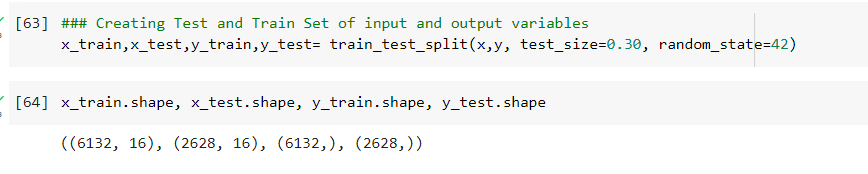 [63] ### Creating Test and Train Set of input and output variables
x_train,x_test,y_train,y_test= train_test_split(x,y, test_size=0.30, random_state=42)
[64] x_train.shape, x_test.shape, y_train.shape, y_test.shape
((6132, 16), (2628, 16), (6132,), (2628,))